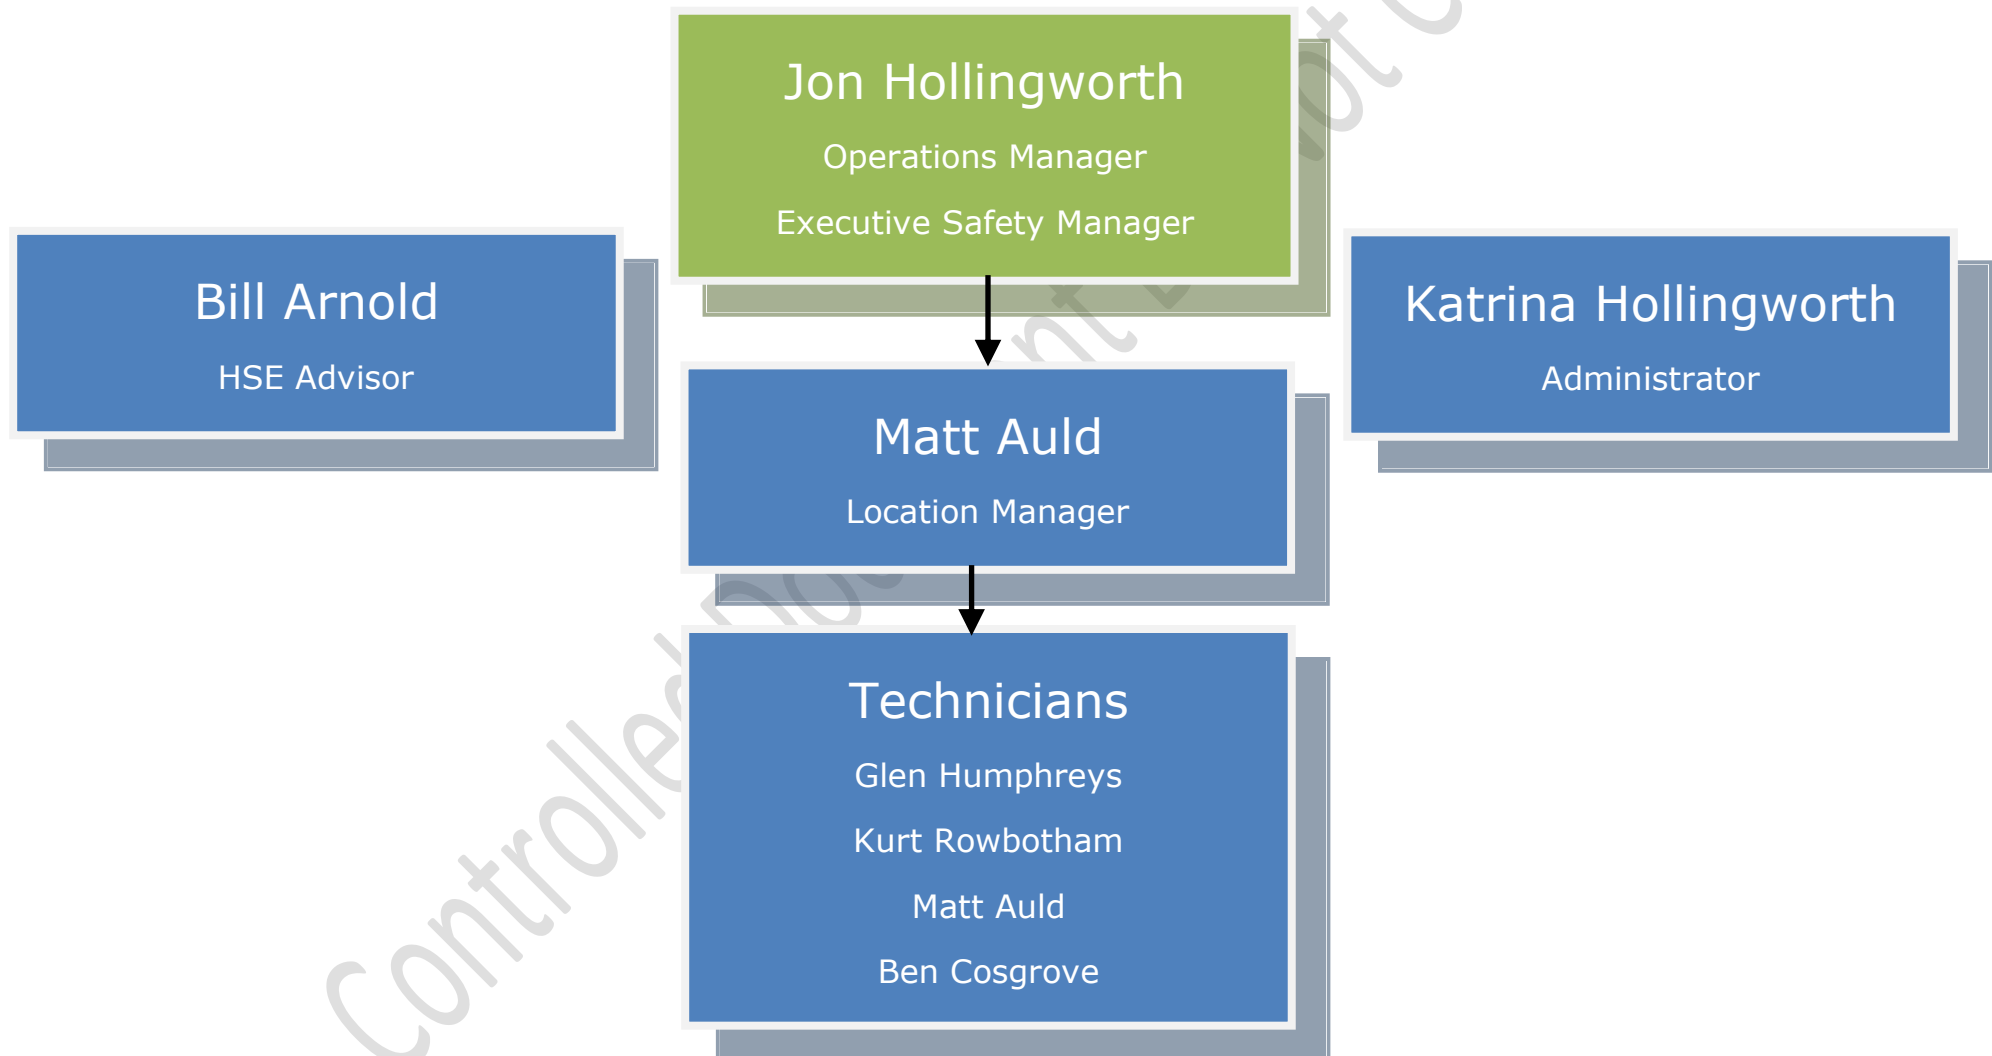 Jon Hollingworth
Operations Manager
Executive Safety Manager
Bill Arnold
HSE Advisor
Katrina Hollingworth
Administrator
Matt Auld
Location Manager
Technicians
Glen Humphreys
Kurt Rowbotham
Matt Auld
Ben Cosgrove
Controlled